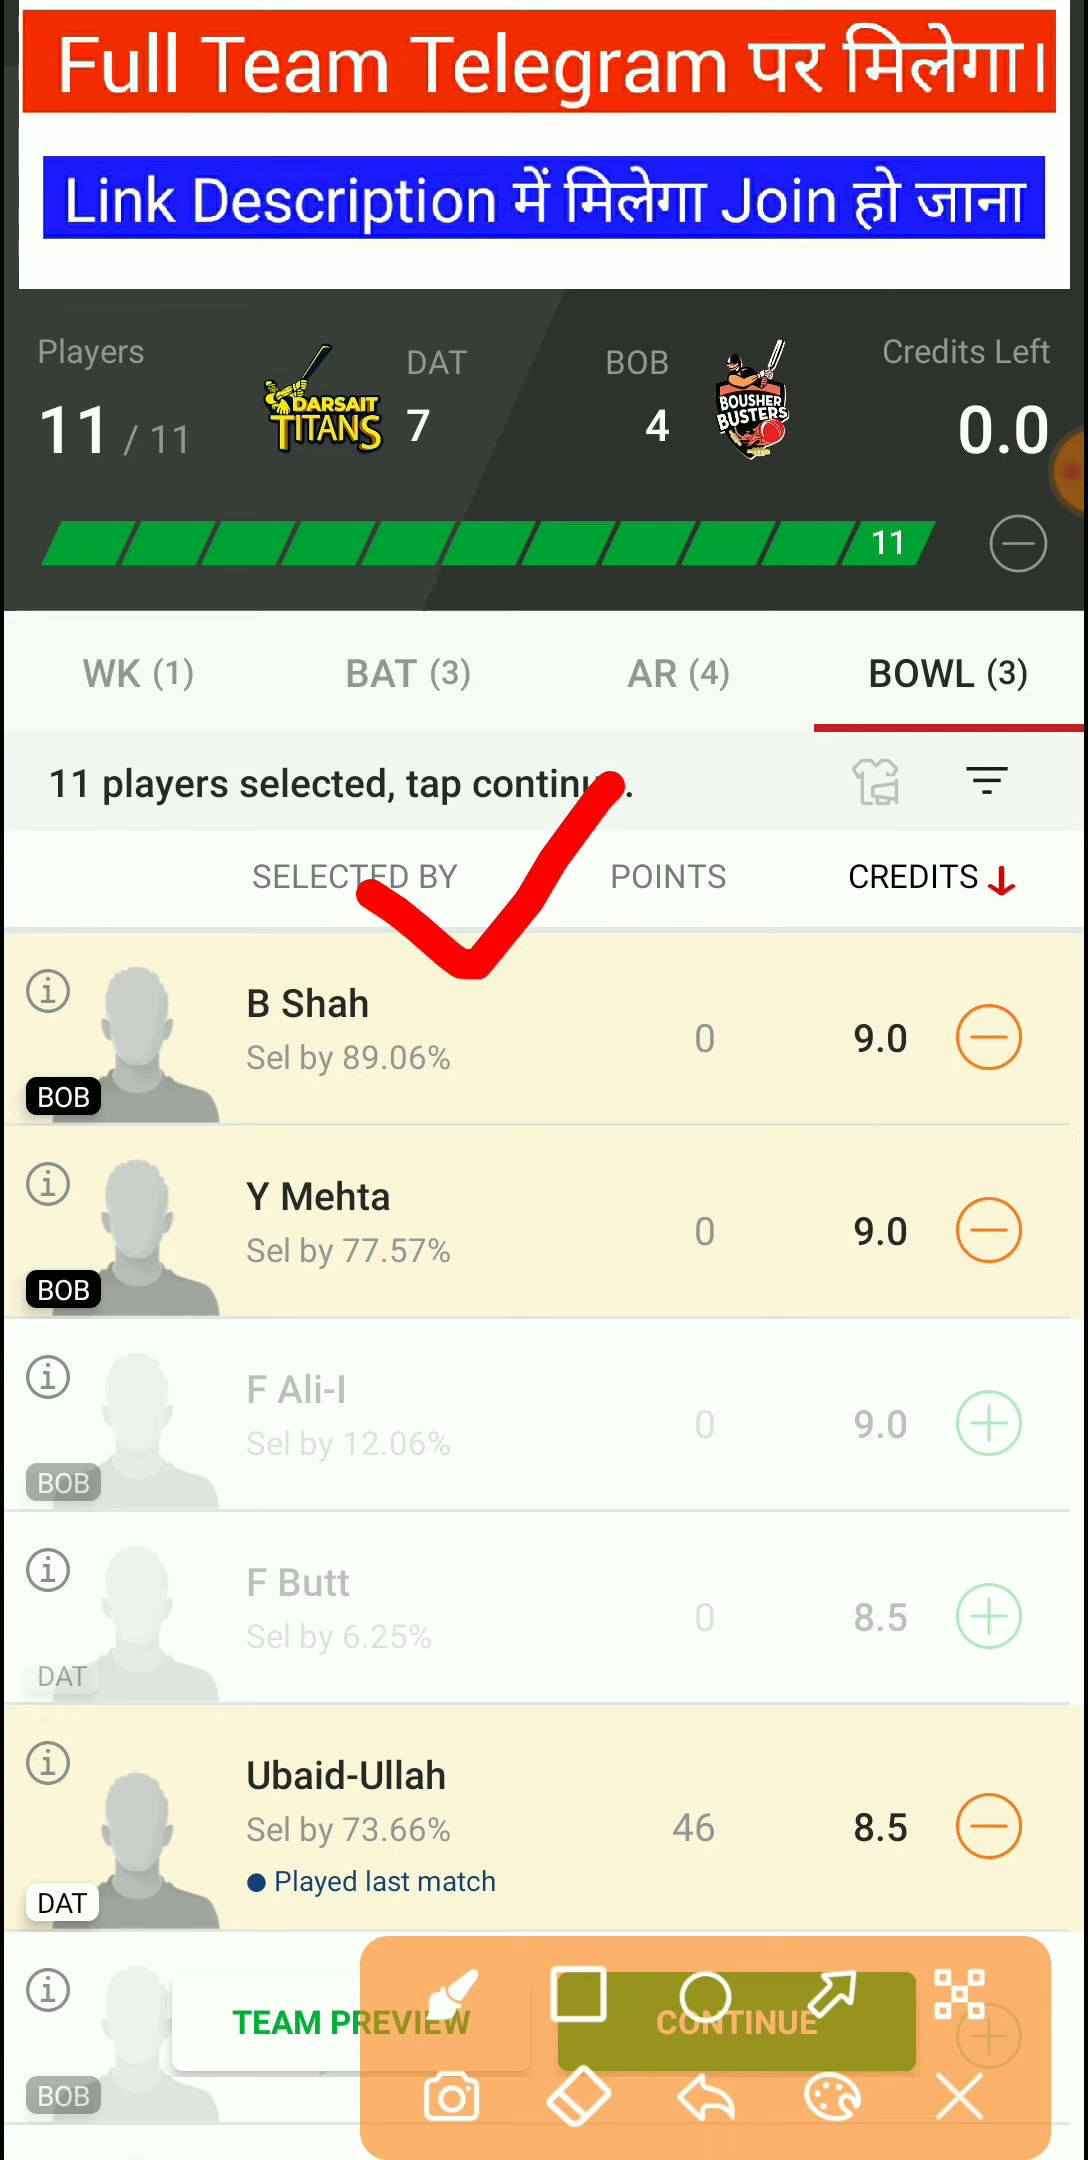 Full Team Telegram पर मिलेगा।
Link Description में मिलेगा Join हो जाना
Players DAT BOB Credits Left
DARSAIT TITANS
BOUSHER BUSTERS
11 / 11 7 4 0.0
11
WK (1) BAT (3) AR (4) BOWL (3)
11 players selected, tap continu.
SELECTED BY POINTS CREDITS
B Shah
Sel by 89.06% 0 9.0
BOB
Y Mehta
Sel by 77.57% 0 9.0
BOB
F Ali-I
Sel by 12.06% 0 9.0
BOB
F Butt
Sel by 6.25% 0 8.5
DAT
Ubaid-Ullah
Sel by 73.66% 46 8.5
Played last match
DAT
TEAM PREVIEW CONTINUE
BOB